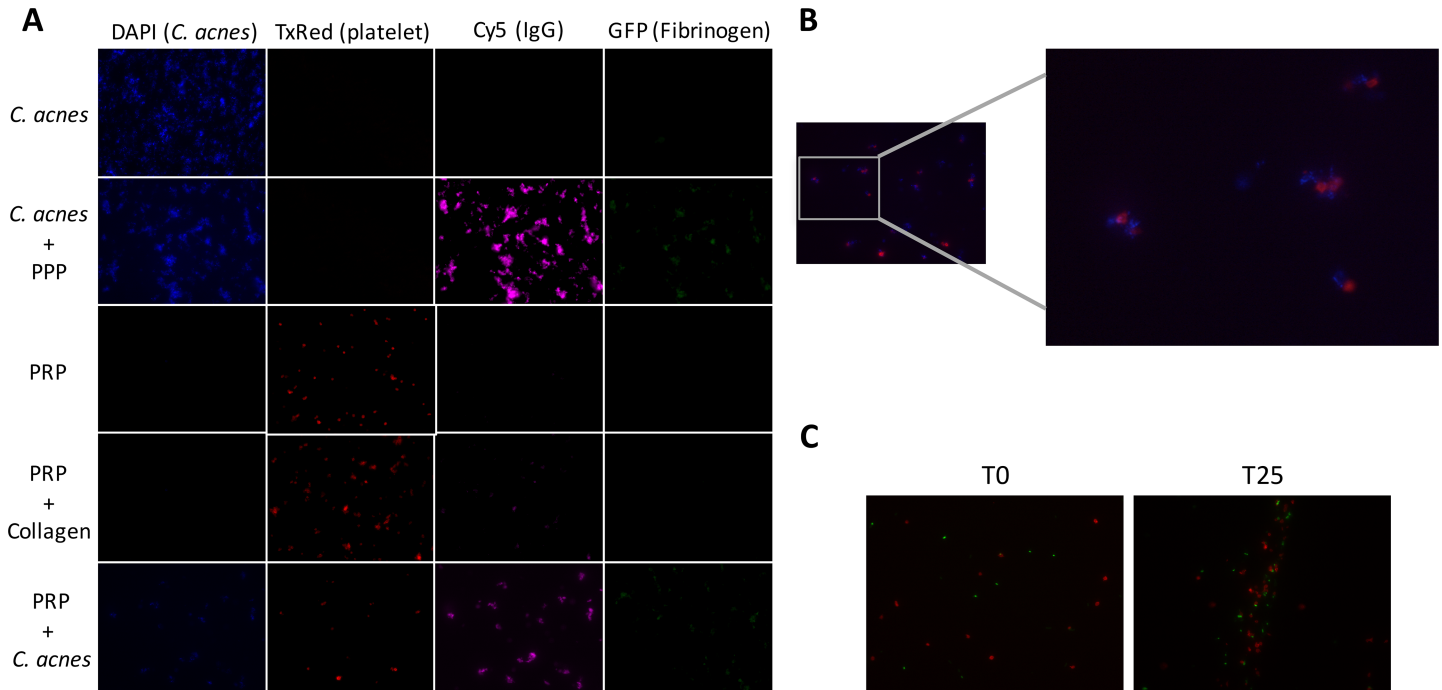 A
B
DAPI (C. acnes) TxRed (platelet) Cy5 (IgG) GFP (Fibrinogen)
C. acnes
C. acnes
+
PPP
PRP
PRP
+
Collagen
PRP
+
C. acnes
C
T0 T25